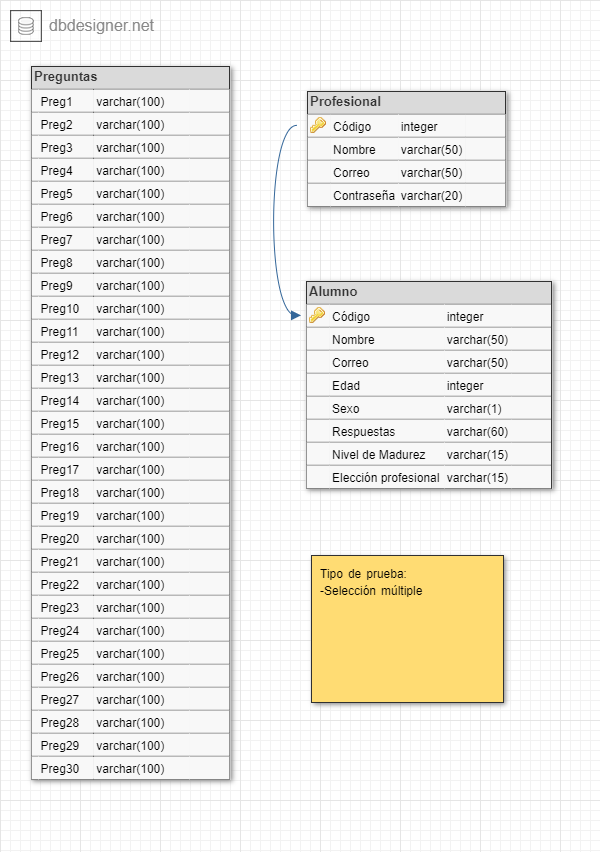 dbdesigner.net
Preguntas
Preg1 varchar(100)
Preg2 varchar(100)
Preg3 varchar(100)
Preg4 varchar(100)
Preg5 varchar(100)
Preg6 varchar(100)
Preg7 varchar(100)
Preg8 varchar(100)
Preg9 varchar(100)
Preg10 varchar(100)
Preg11 varchar(100)
Preg12 varchar(100)
Preg13 varchar(100)
Preg14 varchar(100)
Preg15 varchar(100)
Preg16 varchar(100)
Preg17 varchar(100)
Preg18 varchar(100)
Preg19 varchar(100)
Preg20 varchar(100)
Preg21 varchar(100)
Preg22 varchar(100)
Preg23 varchar(100)
Preg24 varchar(100)
Preg25 varchar(100)
Preg26 varchar(100)
Preg27 varchar(100)
Preg28 varchar(100)
Preg29 varchar(100)
Preg30 varchar(100)
Profesional
Código integer
Nombre varchar(50)
Correo varchar(50)
Contraseña varchar(20)
Alumno
Código integer
Nombre varchar(50)
Correo varchar(50)
Edad integer
Sexo varchar(1)
Respuestas varchar(60)
Nivel de Madurez varchar(15)
Elección profesional varchar(15)
Tipo de prueba:
-Selección múltiple